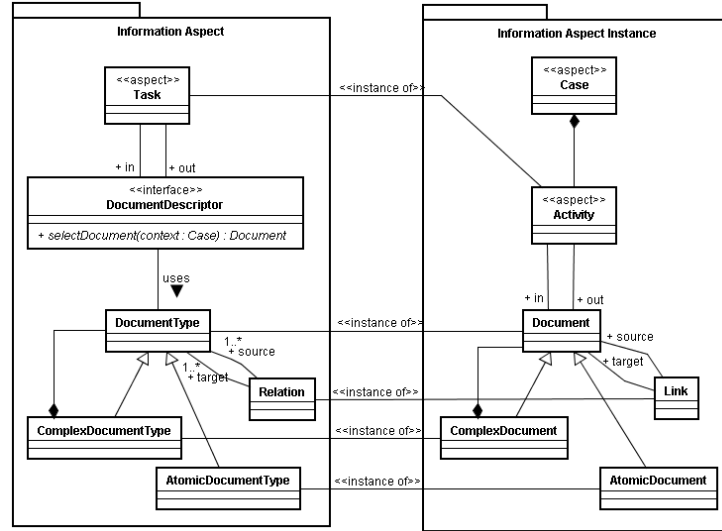 Information Aspect
Information Aspect Instance
<<aspect>>
Task
<<instance of>>
<<aspect>>
Case
+ in
+ out
<<interface>>
DocumentDescriptor
+ selectDocument(context : Case) : Document
<<aspect>>
Activity
uses
+ in
+ out
DocumentType
<<instance of>>
Document
1..*
+ source
+ source
1..*
+ target
+ target
Relation
<<instance of>>
Link
ComplexDocumentType
<<instance of>>
ComplexDocument
AtomicDocumentType
<<instance of>>
AtomicDocument